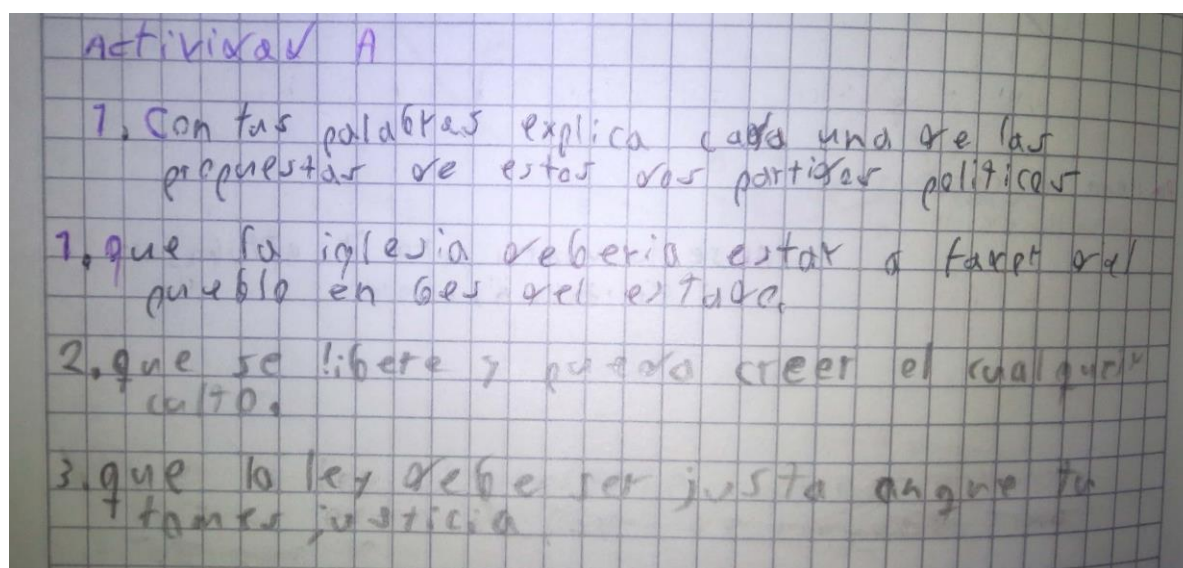 Actividad A
1. Con tus palabras explica cada una de las
propuestas de estos dos partidos politicos
1. que la iglesia deberia estar a favor del
pueblo en bes del estado.
2. que se libere y pueda creer el cualquier
culto.
3. que la ley debe ser justa anque tu
tomes justicia